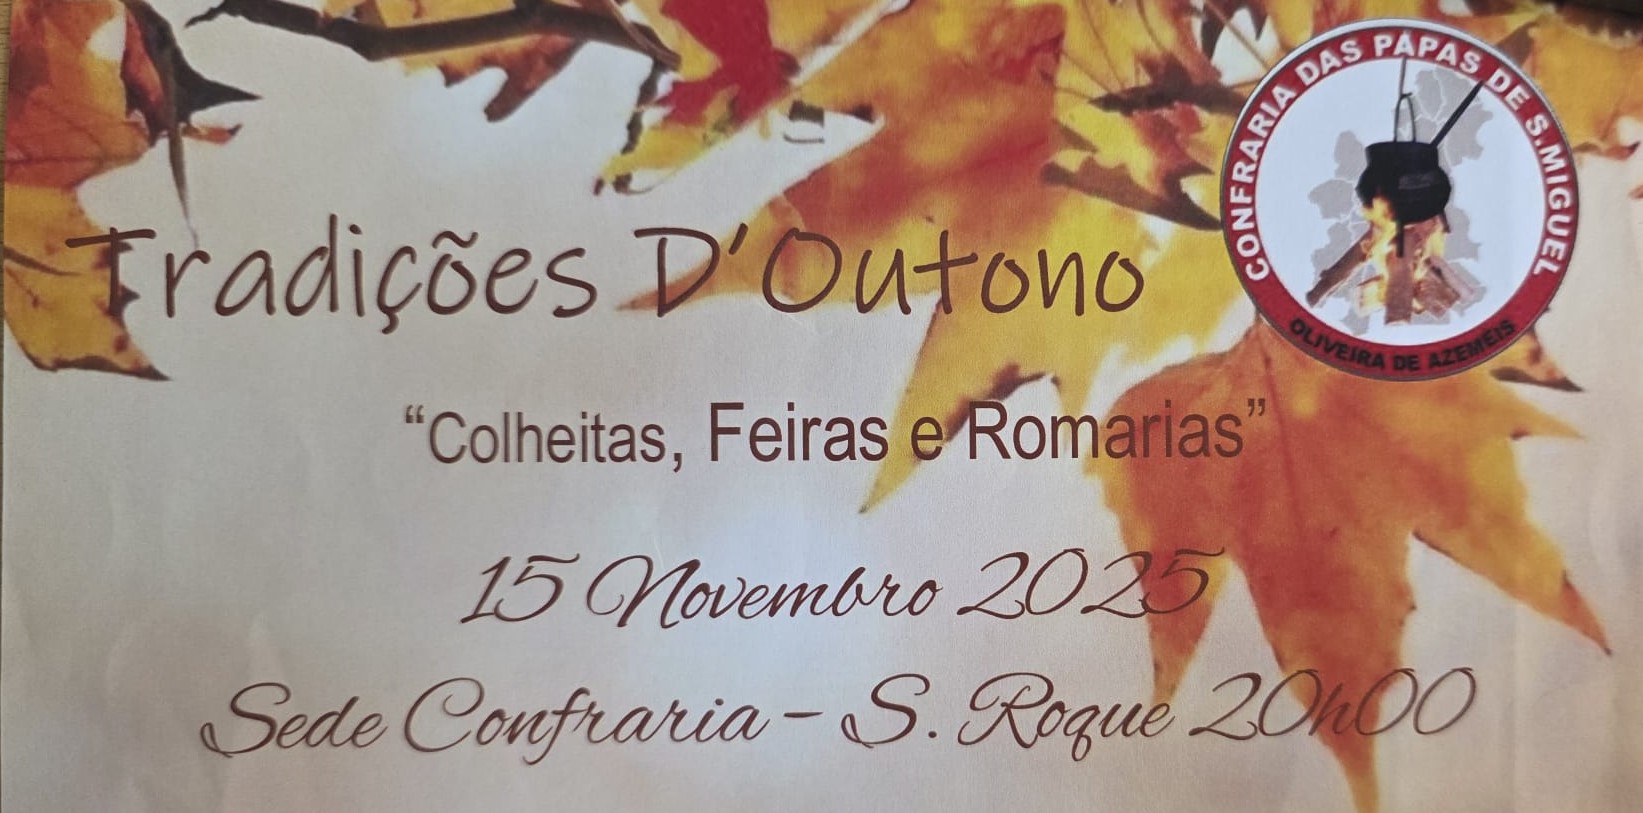 CONFRARIA DAS PAPAS DE S.MIGUEL
OLIVEIRA DE AZEMÉIS
Tradições D'Outono
“Colheitas, Feiras e Romarias”
15 Novembro 2025
Sede Confraria – S. Roque 20h00